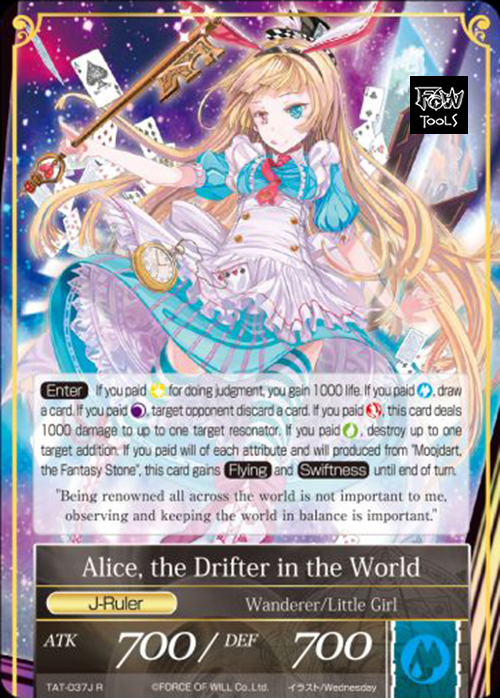 FOW
TOOLS
Enter If you paid for doing judgment, you gain 1000 life. If you paid , draw
a card. If you paid , target opponent discard a card. If you paid , this card deals
1000 damage to up to one target resonator. If you paid , destroy up to one
target addition. If you paid will of each attribute and will produced from "Moojdart,
the Fantasy Stone", this card gains Flying and Swiftness until end of turn.
"Being renowned all across the world is not important to me,
observing and keeping the world in balance is important."
Alice, the Drifter in the World
J-Ruler Wanderer/Little Girl
ATK 700 / DEF 700
TAT-037J R ©FORCE OF WILL Co.,Ltd. イラスト/Wednesday